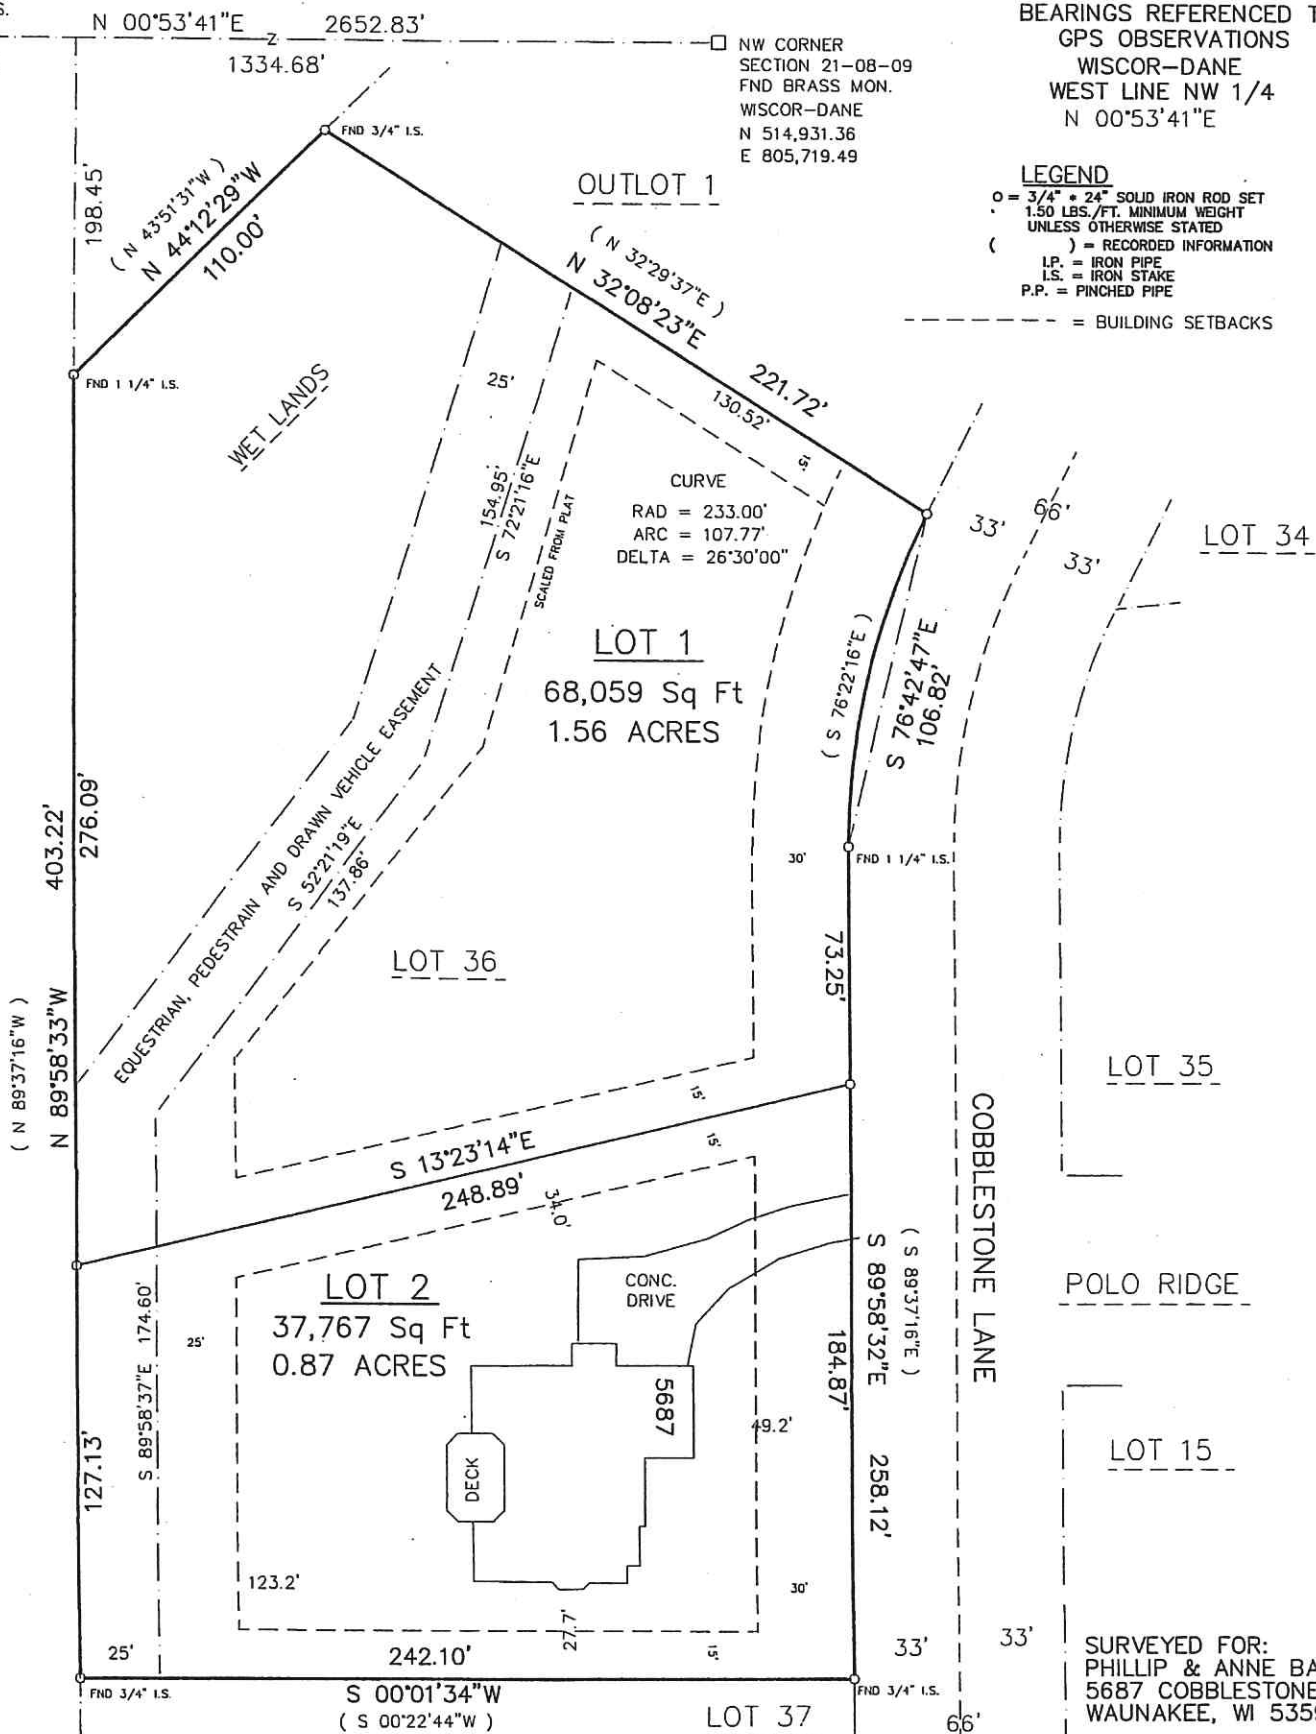 S.
N 00°53'41"E
2652.83'
1334.68'
NW CORNER
SECTION 21-08-09
FND BRASS MON.
WISCOR-DANE
N 514,931.36
E 805,719.49
BEARINGS REFERENCED T
GPS OBSERVATIONS
WISCOR-DANE
WEST LINE NW 1/4
N 00°53'41"E
LEGEND
O = 3/4" * 24" SOLID IRON ROD SET
1.50 LBS./FT. MINIMUM WEIGHT
UNLESS OTHERWISE STATED
( ) = RECORDED INFORMATION
I.P. = IRON PIPE
I.S. = IRON STAKE
P.P. = PINCHED PIPE
= BUILDING SETBACKS
FND 3/4" I.S.
198.45'
( N 43°51'31"W )
N 44°12'29"W
110.00'
OUTLOT 1
( N 32°29'37"E )
N 32°08'23"E
221.72'
130.52'
15'
FND 1 1/4" I.S.
WET LANDS
25'
154.95'
S 72°21'16"E
SCALED FROM PLAT
CURVE
RAD = 233.00'
ARC = 107.77'
DELTA = 26°30'00"
33'
66'
33'
LOT 34
LOT 1
68,059 Sq Ft
1.56 ACRES
( S 76°22'16"E )
S 76°42'47"E
106.82'
403.22'
276.09'
EQUESTRIAN, PEDESTRAIN AND DRAWN VEHICLE EASEMENT
S 52°21'19"E
137.86'
30'
FND 1 1/4" I.S.
73.25'
LOT 36
( N 89°37'16"W )
N 89°58'33"W
LOT 35
COBBLESTONE LANE
15'
S 13°23'14"E
248.89'
15'
34.0'
LOT 2
37,767 Sq Ft
0.87 ACRES
CONC.
DRIVE
S 89°58'37"E 174.60'
25'
( S 89°37'16"E )
S 89°58'32"E
184.87'
258.12'
POLO RIDGE
5687
49.2'
DECK
127.13'
LOT 15
123.2'
30'
27.7'
15'
25'
242.10'
33'
33'
FND 3/4" I.S.
S 00°01'34"W
( S 00°22'44"W )
FND 3/4" I.S.
LOT 37
66'
SURVEYED FOR:
PHILLIP & ANNE BA
5687 COBBLESTONE
WAUNAKEE, WI 535